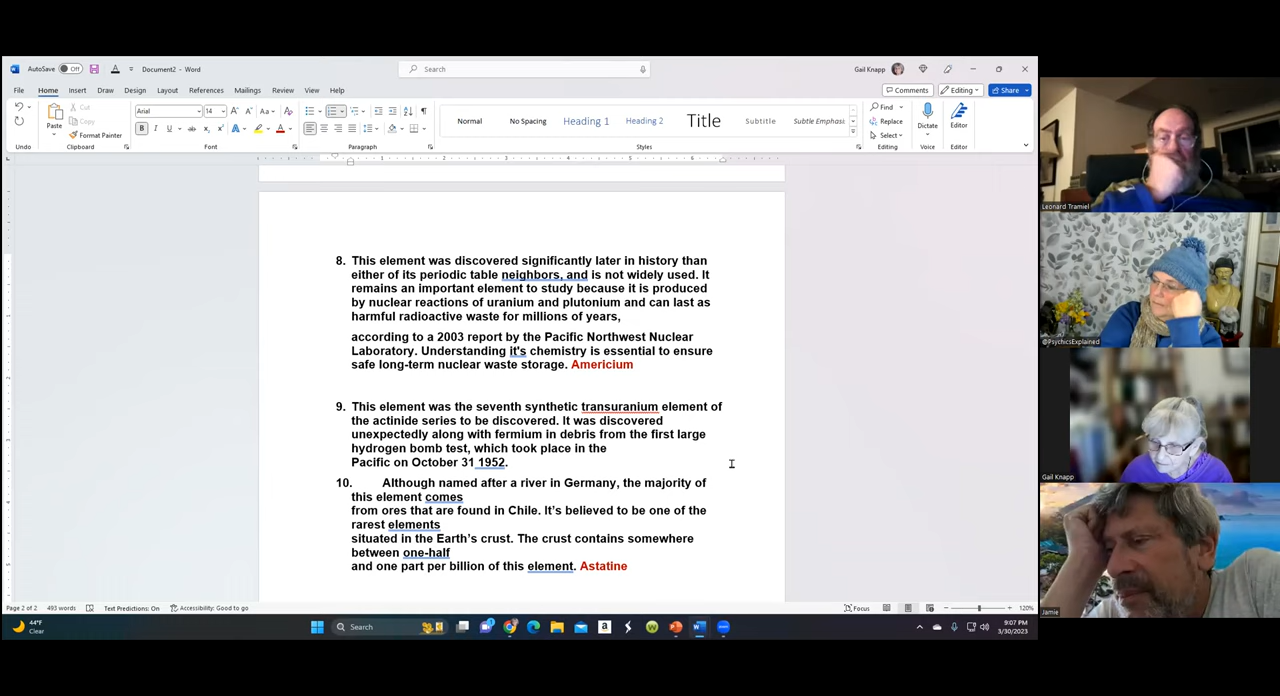 AutoSave Off Document2 - Word Search Gail Knapp
File Home Insert Draw Design Layout References Mailings Review View Help Comments Editing Share
Cut
Copy
Paste Format Painter
Arial 14
Normal No Spacing Heading 1 Heading 2 Title Subtitle Subtle Emphasis
Find
Replace
Select
Dictate Editor
Undo Clipboard Font Paragraph Styles Editing Voice Editor
8. This element was discovered significantly later in history than
either of its periodic table neighbors, and is not widely used. It
remains an important element to study because it is produced
by nuclear reactions of uranium and plutonium and can last as
harmful radioactive waste for millions of years,
according to a 2003 report by the Pacific Northwest Nuclear
Laboratory. Understanding it's chemistry is essential to ensure
safe long-term nuclear waste storage. Americium
9. This element was the seventh synthetic transuranium element of
the actinide series to be discovered. It was discovered
unexpectedly along with fermium in debris from the first large
hydrogen bomb test, which took place in the
Pacific on October 31 1952.
10. Although named after a river in Germany, the majority of
this element comes
from ores that are found in Chile. It’s believed to be one of the
rarest elements
situated in the Earth’s crust. The crust contains somewhere
between one-half
and one part per billion of this element. Astatine
Page 2 of 2 493 words Text Predictions: On Accessibility: Good to go Focus 120%
44°F
Clear
Search
9:07 PM
3/30/2023
Leonard Tramiel
@PsychicsExplained
Gail Knapp
Jamie